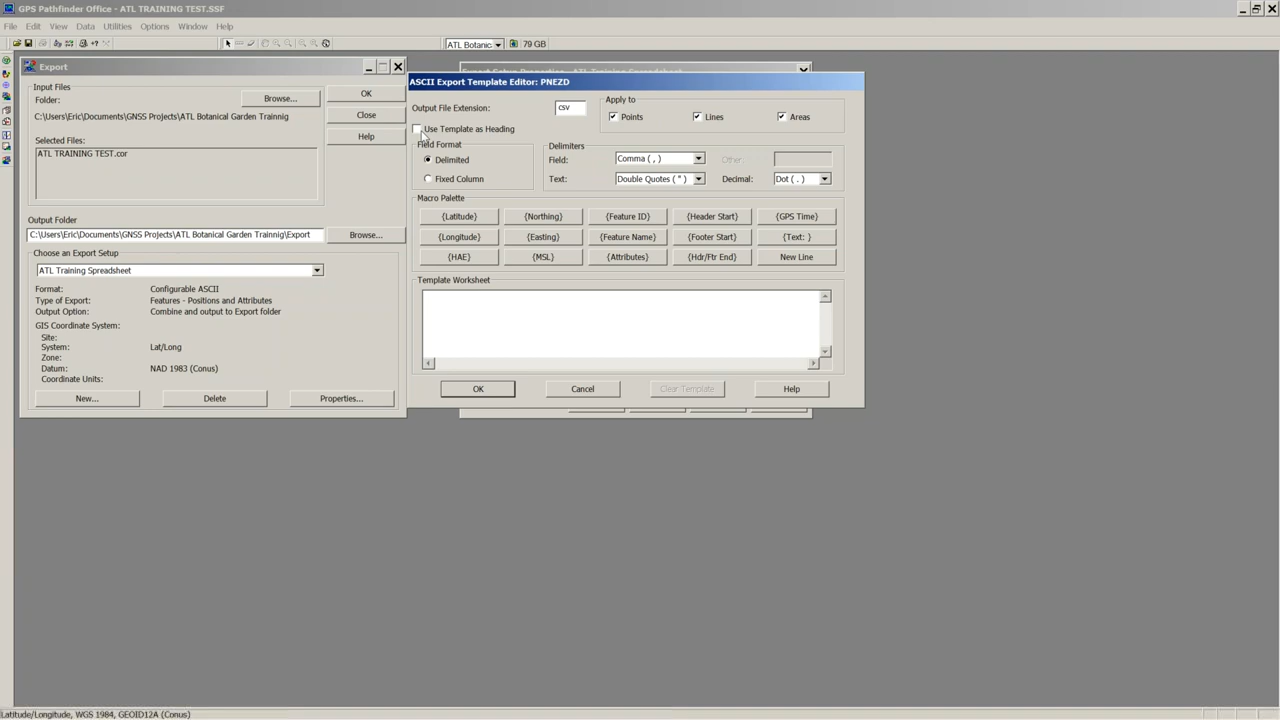 GPS Pathfinder Office - ATL TRAINING TEST.SSF
File Edit View Data Utilities Options Window Help
ATL Botanic
79 GB
Export
Input Files
Folder:
Browse...
C:\Users\Eric\Documents\GNSS Projects\ATL Botanical Garden Trainnig
Selected Files:
ATL TRAINING TEST.cor
OK
Close
Help
Output Folder
C:\Users\Eric\Documents\GNSS Projects\ATL Botanical Garden Trainnig\Export
Browse...
Choose an Export Setup
ATL Training Spreadsheet
Format: Configurable ASCII
Type of Export: Features - Positions and Attributes
Output Option: Combine and output to Export folder
GIS Coordinate System:
Site:
System: Lat/Long
Zone:
Datum: NAD 1983 (Conus)
Coordinate Units:
New... Delete Properties...
ASCII Export Template Editor: PNEZD
Output File Extension: csv
Use Template as Heading
Apply to
Points Lines Areas
Field Format
Delimited
Fixed Column
Delimiters
Field: Comma ( , ) Other:
Text: Double Quotes ( " ) Decimal: Dot ( . )
Macro Palette
{Latitude} {Northing} {Feature ID} {Header Start} {GPS Time}
{Longitude} {Easting} {Feature Name} {Footer Start} {Text: }
{HAE} {MSL} {Attributes} {Hdr/Ftr End} New Line
Template Worksheet
OK Cancel Clear Template Help
Latitude/Longitude, WGS 1984, GEOID12A (Conus)